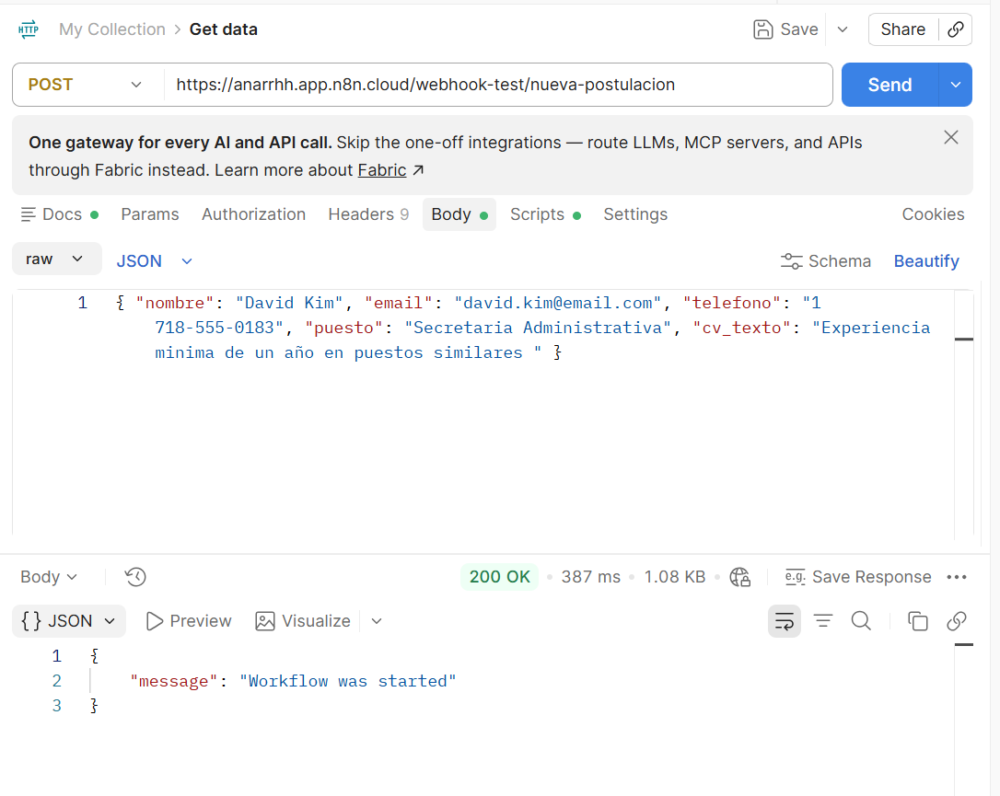 HTTP My Collection > Get data Save Share
POST https://anarrhh.app.n8n.cloud/webhook-test/nueva-postulacion Send
One gateway for every AI and API call. Skip the one-off integrations — route LLMs, MCP servers, and APIs
through Fabric instead. Learn more about Fabric ↗
Docs Params Authorization Headers 9 Body Scripts Settings Cookies
raw JSON Schema Beautify
1 { "nombre": "David Kim", "email": "david.kim@email.com", "telefono": "1
718-555-0183", "puesto": "Secretaria Administrativa", "cv_texto": "Experiencia
minima de un año en puestos similares " }
Body 200 OK • 387 ms • 1.08 KB • e.g. Save Response
{} JSON Preview Visualize
1 {
2 "message": "Workflow was started"
3 }